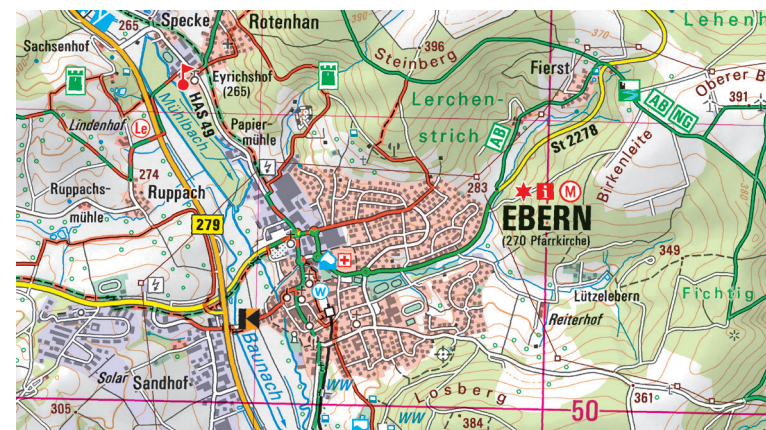 265
Specke
Rotenhan
390
Lehenh
Sachsenhof
396
370
Steinberg
Eyrichshof
(265)
Fierst
Oberer B
391
HAS 49
Mühlbach
Lerchen-
strich
AB
AB NG
Lindenhof
Le
Papier-
mühle
St 2278
Birkenleite
274
Ruppachs-
mühle
Ruppach
283
i
M
380
279
EBERN
(270 Pfarrkirche)
349
W
Lützelebern
Fichtig
Reiterhof
Baunach
Solar
Sandhof
WW
Losberg
361
305
50
WW
384